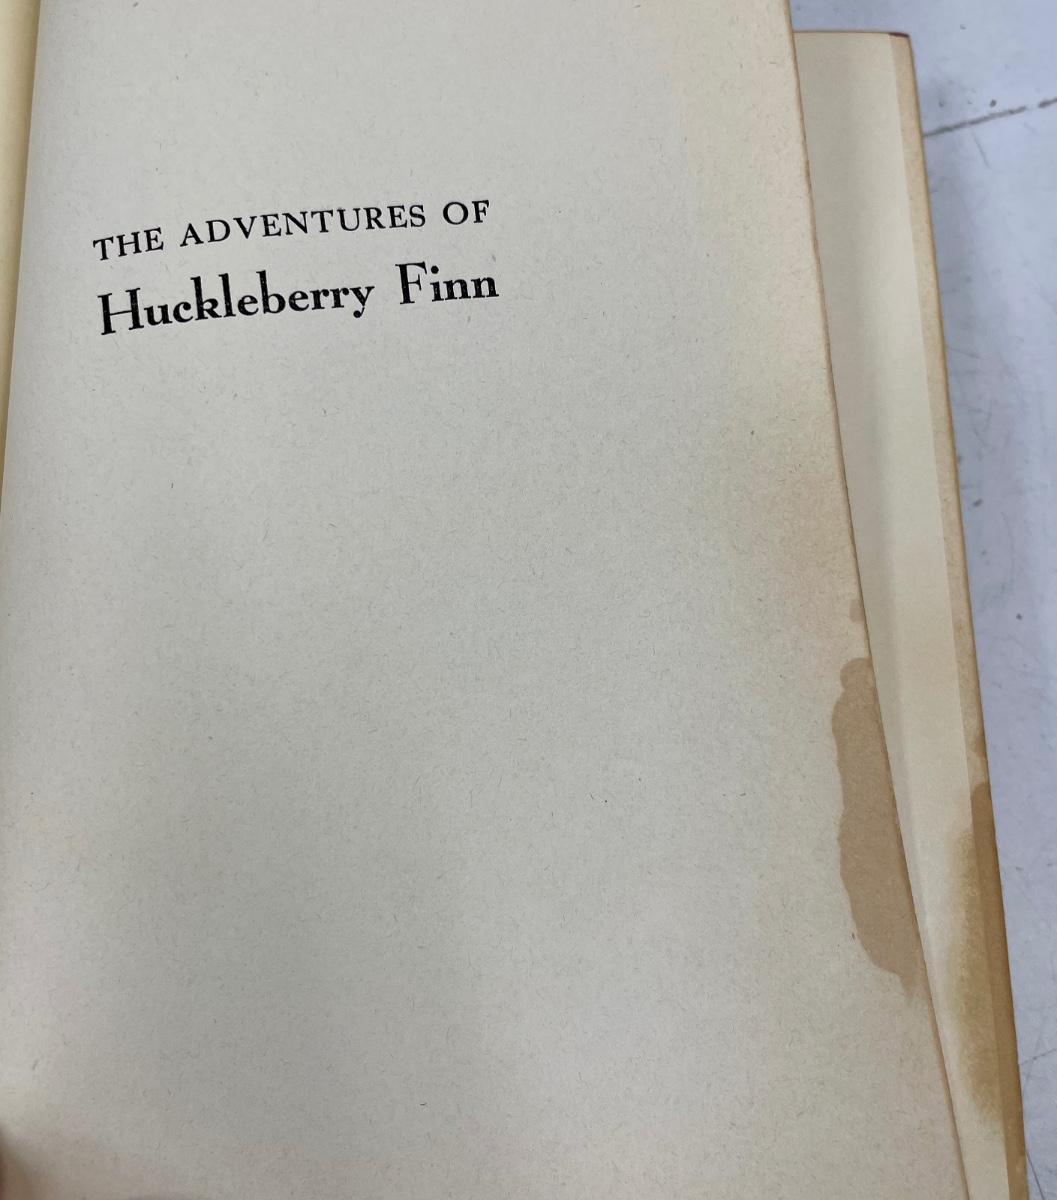 THE ADVENTURES OF
Huckleberry Finn